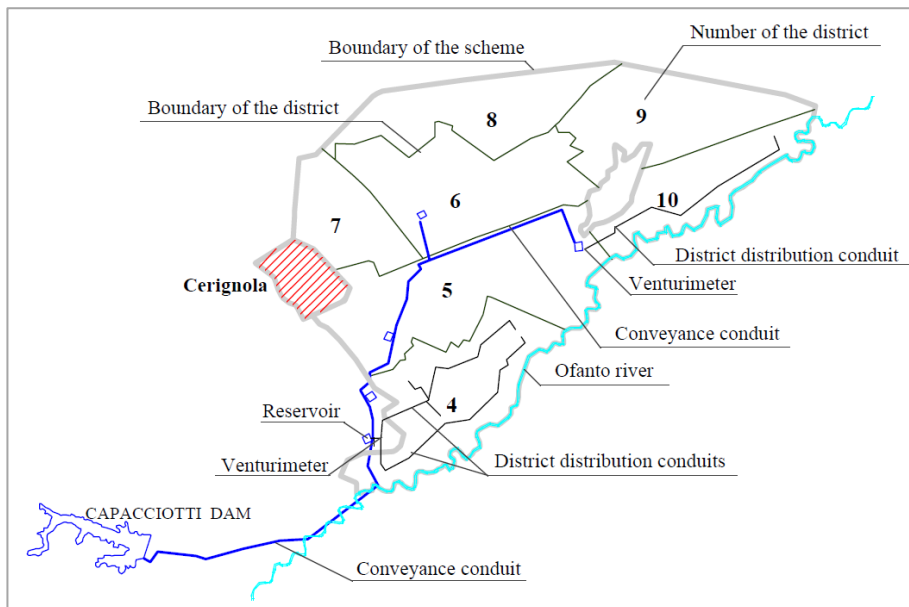 Number of the district
Boundary of the scheme
Boundary of the district
8
9
6
10
7
District distribution conduit
Cerignola
Venturimeter
5
Conveyance conduit
Ofanto river
Reservoir
4
Venturimeter
District distribution conduits
CAPACCIOTTI DAM
Conveyance conduit